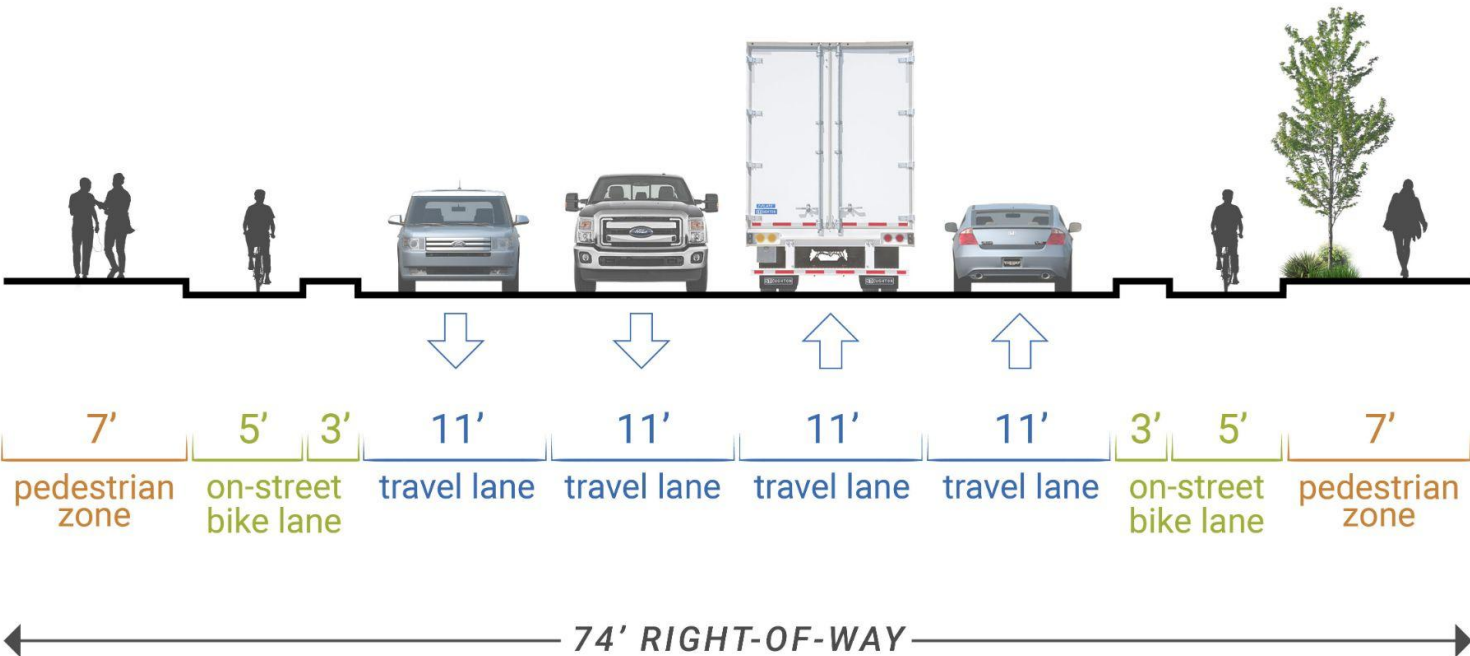 7’ 5’ 3’ 11’ 11’ 11’ 11’ 3’ 5’ 7’
pedestrian zone
on-street bike lane
travel lane
travel lane
travel lane
travel lane
on-street bike lane
pedestrian zone
74’ RIGHT-OF-WAY